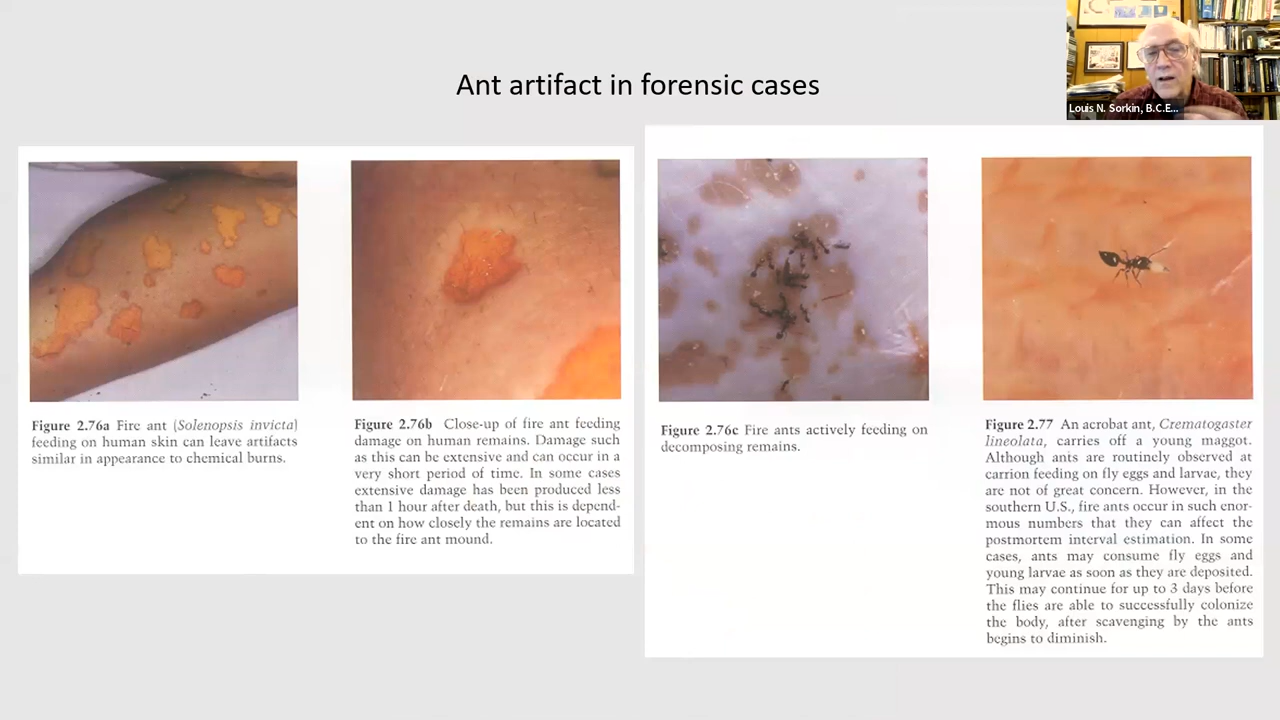 Ant artifact in forensic cases
Louis N. Sorkin, B.C.E...
Figure 2.76a Fire ant (Solenopsis invicta)
feeding on human skin can leave artifacts
similar in appearance to chemical burns.
Figure 2.76b Close-up of fire ant feeding
damage on human remains. Damage such
as this can be extensive and can occur in a
very short period of time. In some cases
extensive damage has been produced less
than 1 hour after death, but this is depend-
ent on how closely the remains are located
to the fire ant mound.
Figure 2.76c Fire ants actively feeding on
decomposing remains.
Figure 2.77 An acrobat ant, Crematogaster
lineolata, carries off a young maggot.
Although ants are routinely observed at
carrion feeding on fly eggs and larvae, they
are not of great concern. However, in the
southern U.S., fire ants occur in such enor-
mous numbers that they can affect the
postmortem interval estimation. In some
cases, ants may consume fly eggs and
young larvae as soon as they are deposited.
This may continue for up to 3 days before
the flies are able to successfully colonize
the body, after scavenging by the ants
begins to diminish.